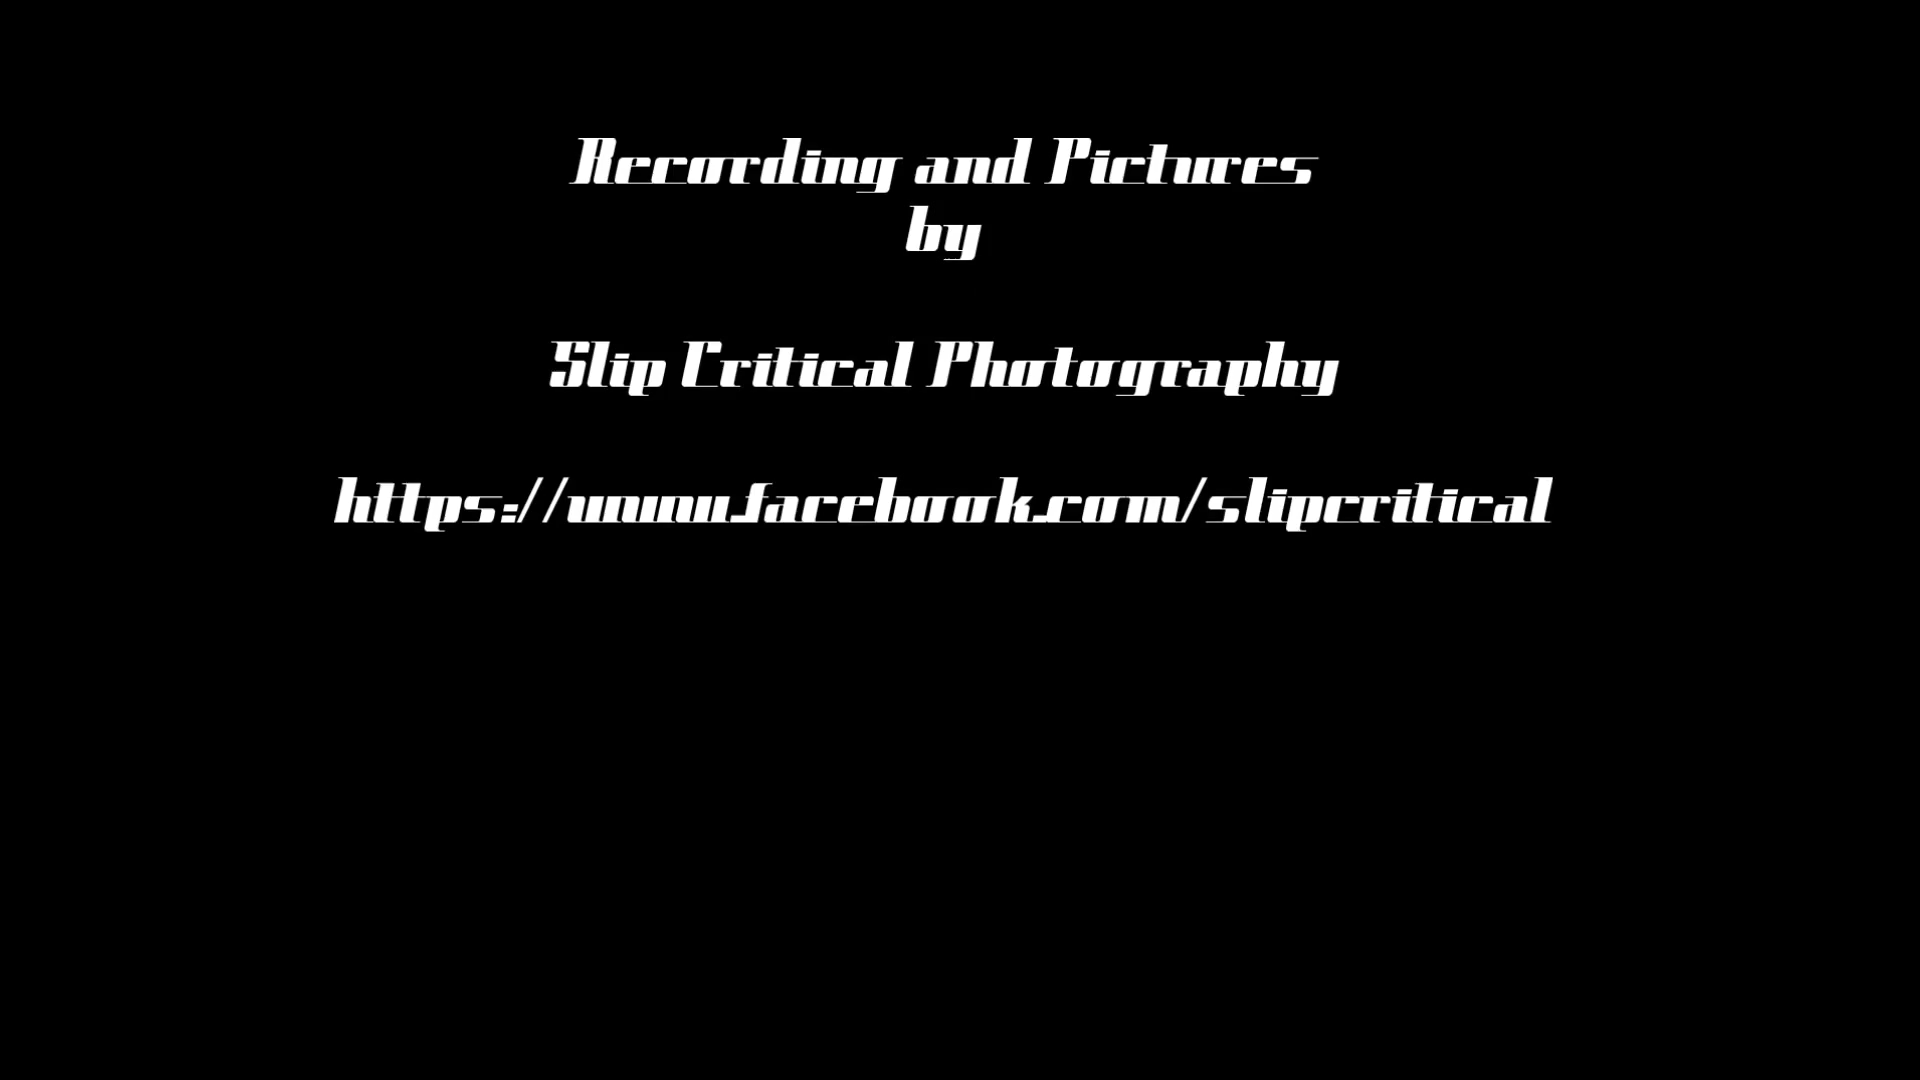 Recording and Pictures
by
Slip Critical Photography
https://www.facebook.com/slipcritical